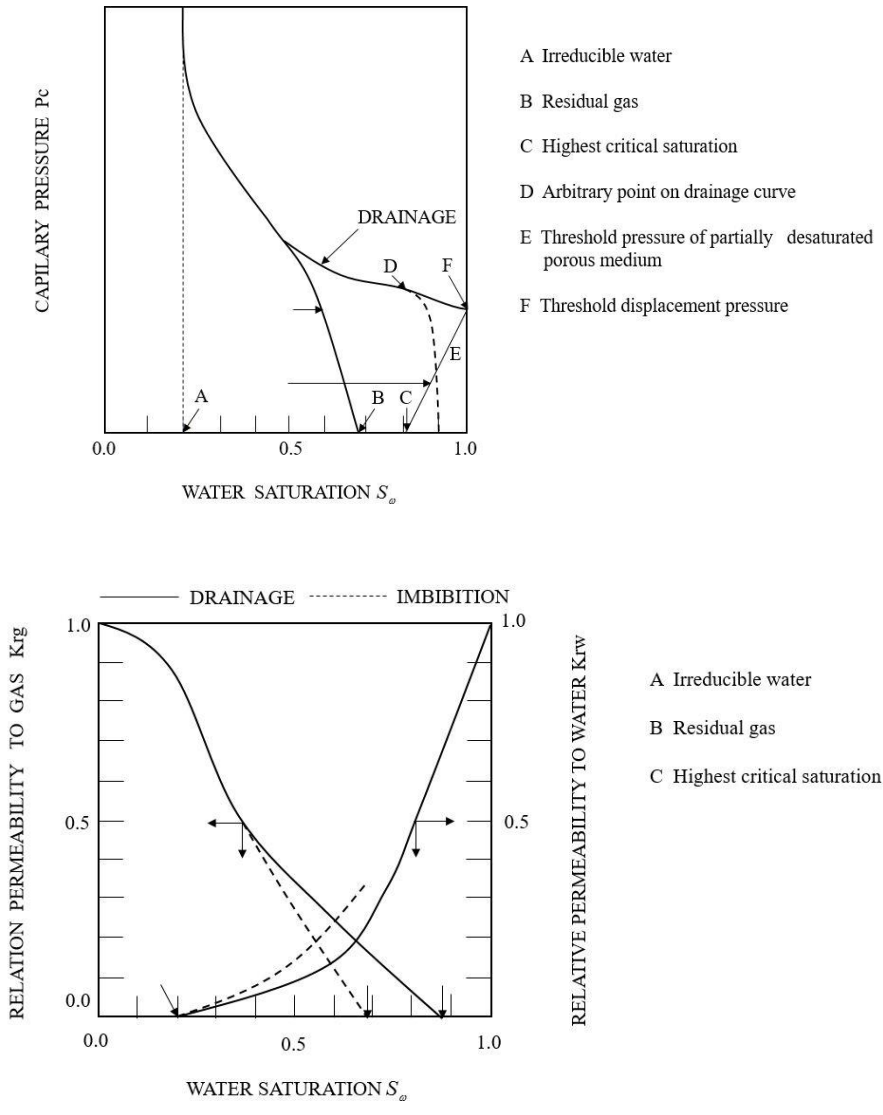 CAPILARY PRESSURE Pc
DRAINAGE
D
F
E
A
B
C
0.0
0.5
1.0
WATER SATURATION S_ω
A Irreducible water
B Residual gas
C Highest critical saturation
D Arbitrary point on drainage curve
E Threshold pressure of partially desaturated
porous medium
F Threshold displacement pressure
DRAINAGE
IMBIBITION
RELATION PERMEABILITY TO GAS Krg
1.0
0.5
0.0
1.0
0.5
RELATIVE PERMEABILITY TO WATER Krw
0.0
0.5
1.0
WATER SATURATION S_ω
A Irreducible water
B Residual gas
C Highest critical saturation